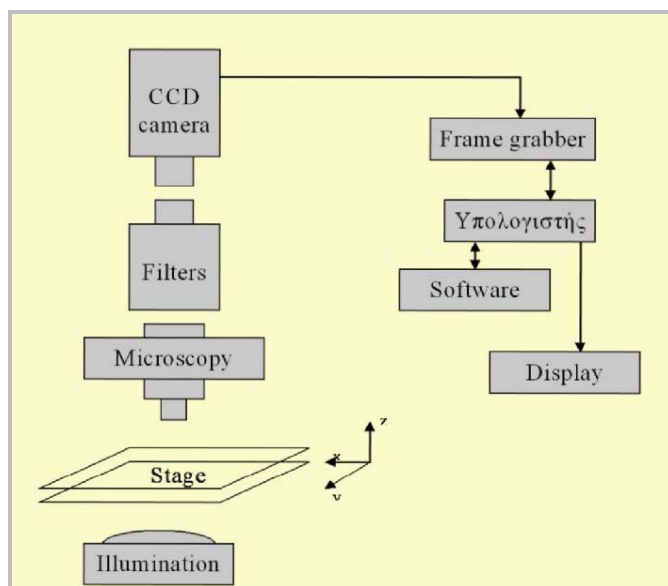 CCD
camera
Frame grabber
Υπολογιστής
Filters
Software
Microscopy
Display
z
x
y
Stage
Illumination